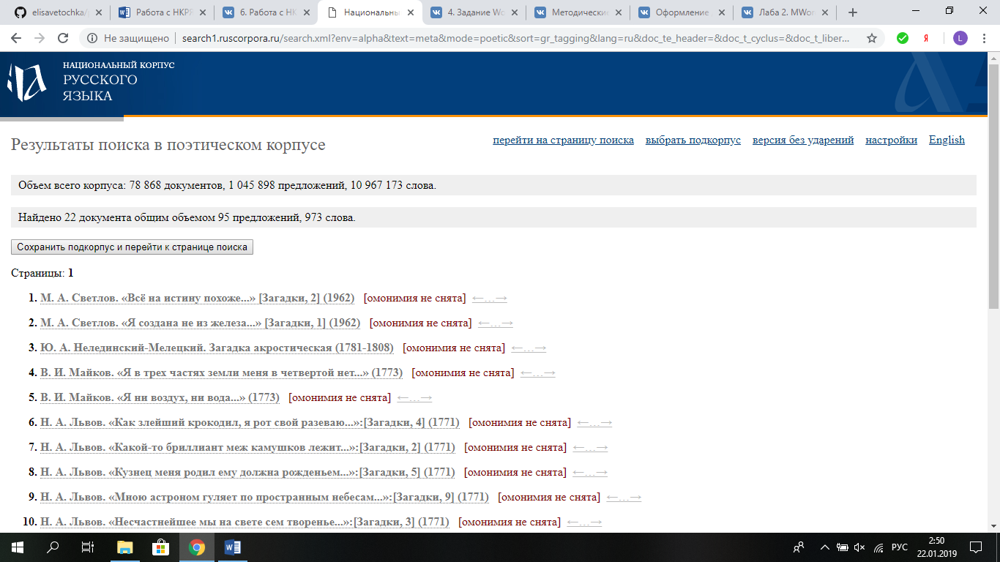 elisavetochka/p
Работа с НКРЯ
6. Работа с НК
Национальны
4. Задание Wo
Методические
Оформление
Лаба 2. MWor
Не защищено
search1.ruscorpora.ru/search.xml?env=alpha&text=meta&mode=poetic&sort=gr_tagging&lang=ru&doc_te_header=&doc_t_cyclus=&doc_t_liber...
Я
L
НАЦИОНАЛЬНЫЙ КОРПУС
РУССКОГО
ЯЗЫКА
Результаты поиска в поэтическом корпусе
перейти на страницу поиска выбрать подкорпус версия без ударений настройки English
Объем всего корпуса: 78 868 документов, 1 045 898 предложений, 10 967 173 слова.
Найдено 22 документа общим объемом 95 предложений, 973 слова.
Сохранить подкорпус и перейти к странице поиска
Страницы: 1
1. М. А. Светлов. «Всё на истину похоже...» [Загадки, 2] (1962) [омонимия не снята] ←...→
2. М. А. Светлов. «Я создана не из железа...» [Загадки, 1] (1962) [омонимия не снята] ←...→
3. Ю. А. Нелединский-Мелецкий. Загадка акростическая (1781-1808) [омонимия не снята] ←...→
4. В. И. Майков. «Я в трех частях земли меня в четвертой нет...» (1773) [омонимия не снята] ←...→
5. В. И. Майков. «Я ни воздух, ни вода...» (1773) [омонимия не снята] ←...→
6. Н. А. Львов. «Как злейший крокодил, я рот свой разеваю...»:[Загадки, 4] (1771) [омонимия не снята] ←...→
7. Н. А. Львов. «Какой-то бриллиант меж камушков лежит...»:[Загадки, 2] (1771) [омонимия не снята] ←...→
8. Н. А. Львов. «Кузнец меня родил ему должна рожденьем...»:[Загадки, 5] (1771) [омонимия не снята] ←...→
9. Н. А. Львов. «Мною астроном гуляет по пространным небесам...»:[Загадки, 9] (1771) [омонимия не снята] ←...→
10. Н. А. Львов. «Несчастнейшее мы на свете сем творенье...»:[Загадки, 3] (1771) [омонимия не снята] ←...→
РУС
2:50
22.01.2019